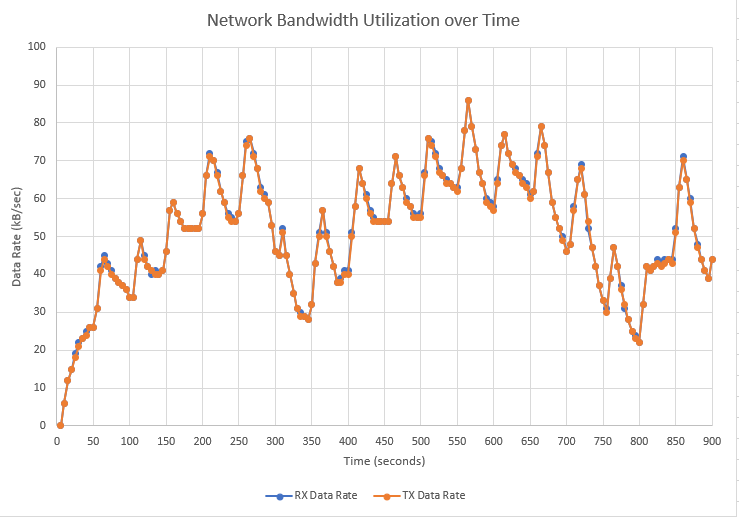 Network Bandwidth Utilization over Time
100
90
80
70
60
50
40
30
20
10
0
Data Rate (kB/sec)
0 50 100 150 200 250 300 350 400 450 500 550 600 650 700 750 800 850 900
Time (seconds)
RX Data Rate TX Data Rate